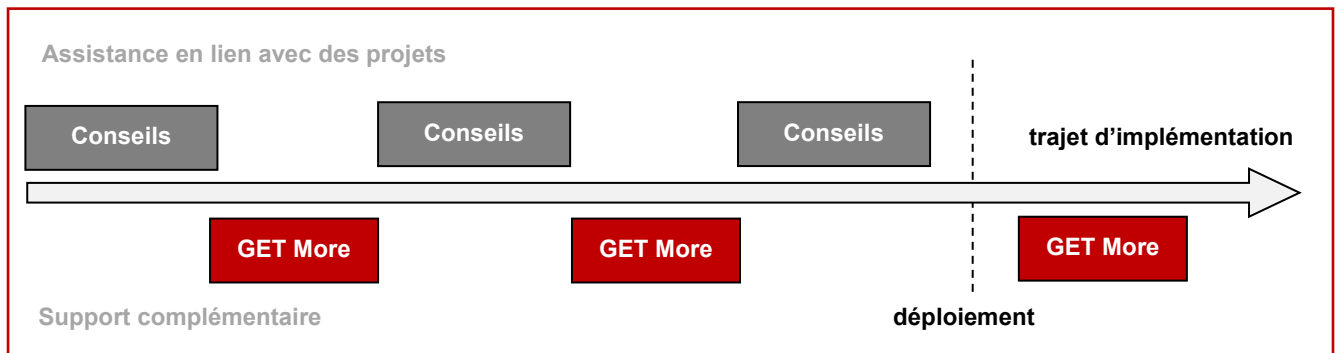 Assistance en lien avec des projets
Conseils
Conseils
Conseils
trajet d’implémentation
GET More
GET More
GET More
Support complémentaire
déploiement